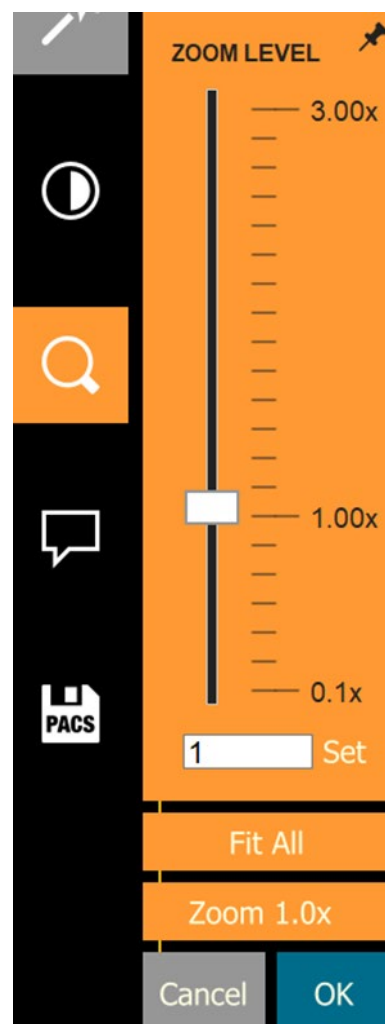 ZOOM LEVEL
3.00x
1.00x
PACS
0.1x
1 Set
Fit All
Zoom 1.0x
Cancel OK